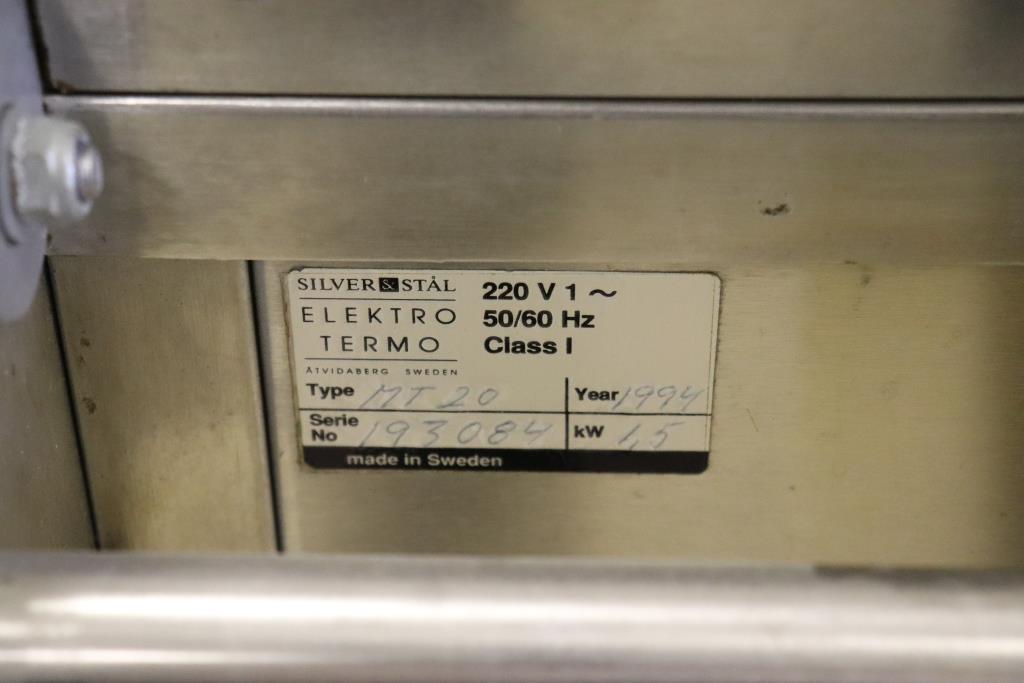 SILVER & STÅL
ELEKTRO
TERMO
ÅTVIDABERG SWEDEN
220 V 1 ~
50/60 Hz
Class I
Type MT 20
Year 1994
Serie No 193084
kW 1,5
made in Sweden